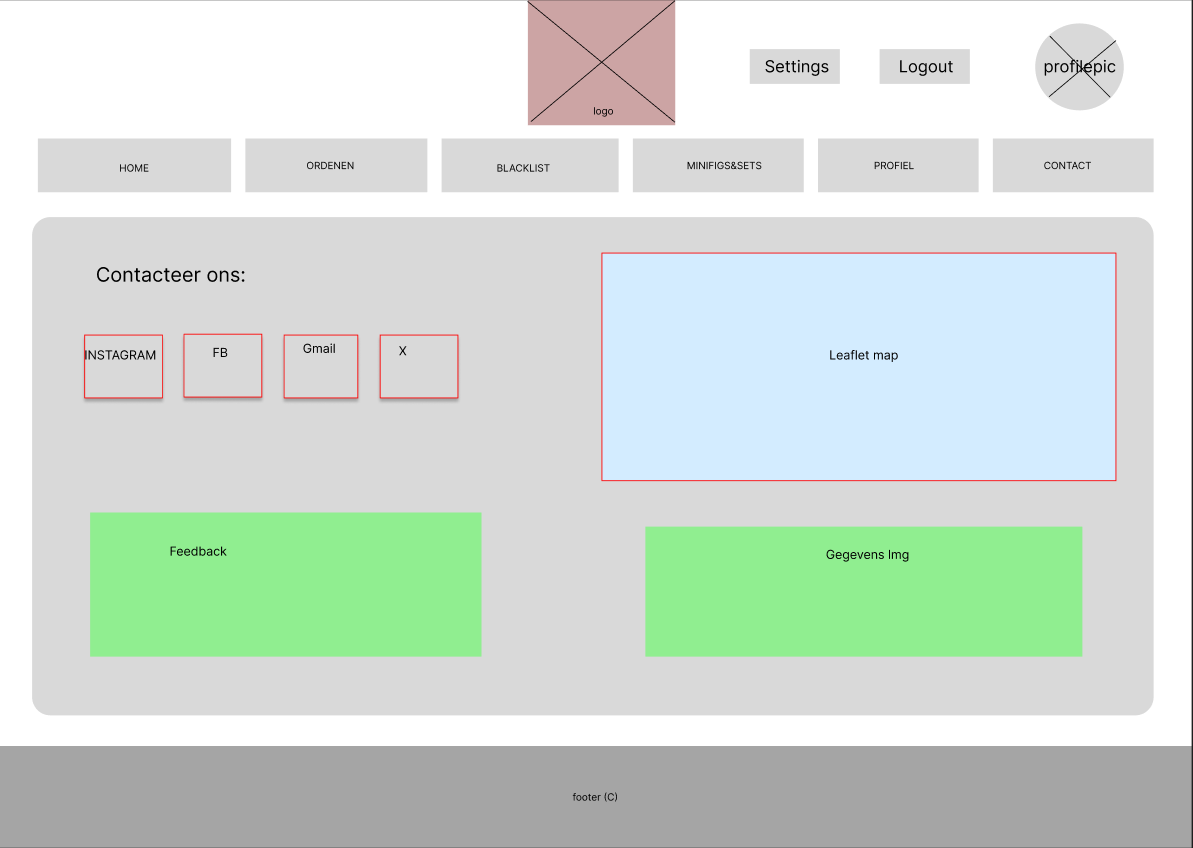 logo
Settings
Logout
profilepic
HOME
ORDENEN
BLACKLIST
MINIFIGS&SETS
PROFIEL
CONTACT
Contacteer ons:
INSTAGRAM
FB
Gmail
X
Leaflet map
Feedback
Gegevens Img
footer (C)